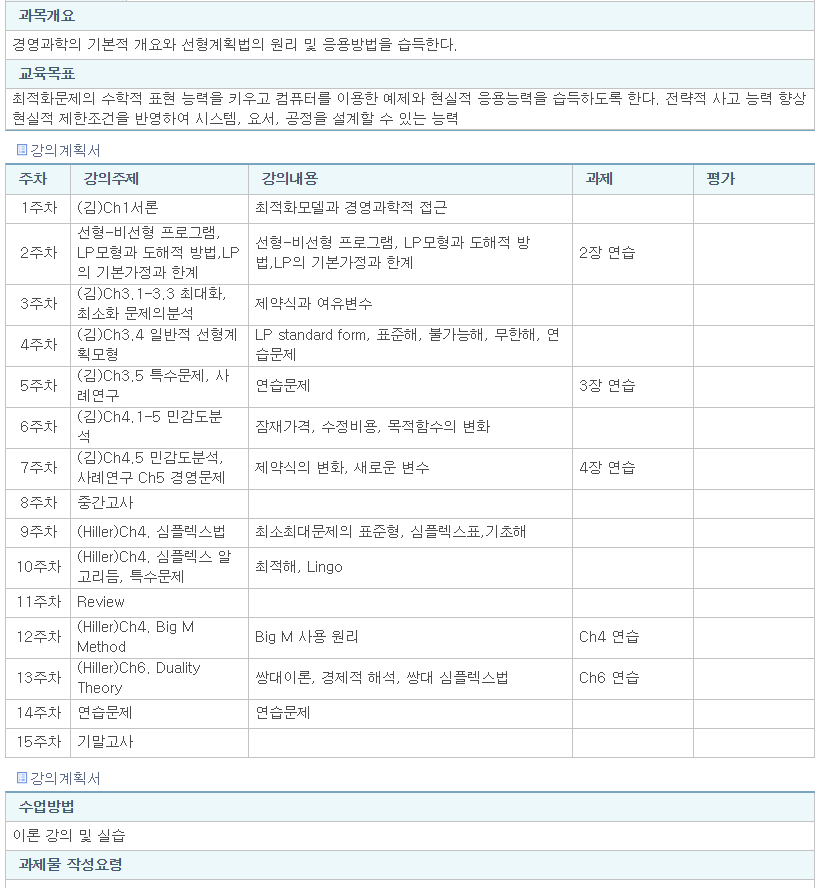 과목개요
경영과학의 기본적 개요와 선형계획법의 원리 및 응용방법을 습득한다.
교육목표
최적화문제의 수학적 표현 능력을 키우고 컴퓨터를 이용한 예제와 현실적 응용능력을 습득하도록 한다. 전략적 사고 능력 향상
현실적 제한조건을 반영하여 시스템, 요서, 공정을 설계할 수 있는 능력
강의계획서
주차 강의주제 강의내용 과제 평가
1주차 (김)Ch1서론 최적화모델과 경영과학적 접근
2주차 선형-비선형 프로그램,
LP모형과 도해적 방법,LP
의 기본가정과 한계
선형-비선형 프로그램, LP모형과 도해적 방
법,LP의 기본가정과 한계
2장 연습
3주차 (김)Ch3.1-3.3 최대화,
최소화 문제의분석
제약식과 여유변수
4주차 (김)Ch3.4 일반적 선형계
획모형
LP standard form, 표준해, 불가능해, 무한해, 연
습문제
5주차 (김)Ch3.5 특수문제, 사
례연구
연습문제 3장 연습
6주차 (김)Ch4.1-5 민감도분
석
잠재가격, 수정비용, 목적함수의 변화
7주차 (김)Ch4.5 민감도분석,
사례연구 Ch5 경영문제
제약식의 변화, 새로운 변수 4장 연습
8주차 중간고사
9주차 (Hiller)Ch4. 심플렉스법 최소최대문제의 표준형, 심플렉스표,기초해
10주차 (Hiller)Ch4. 심플렉스 알
고리듬, 특수문제
최적해, Lingo
11주차 Review
12주차 (Hiller)Ch4. Big M
Method
Big M 사용 원리 Ch4 연습
13주차 (Hiller)Ch6. Duality
Theory
쌍대이론, 경제적 해석, 쌍대 심플렉스법 Ch6 연습
14주차 연습문제 연습문제
15주차 기말고사
강의계획서
수업방법
이론 강의 및 실습
과제물 작성요령